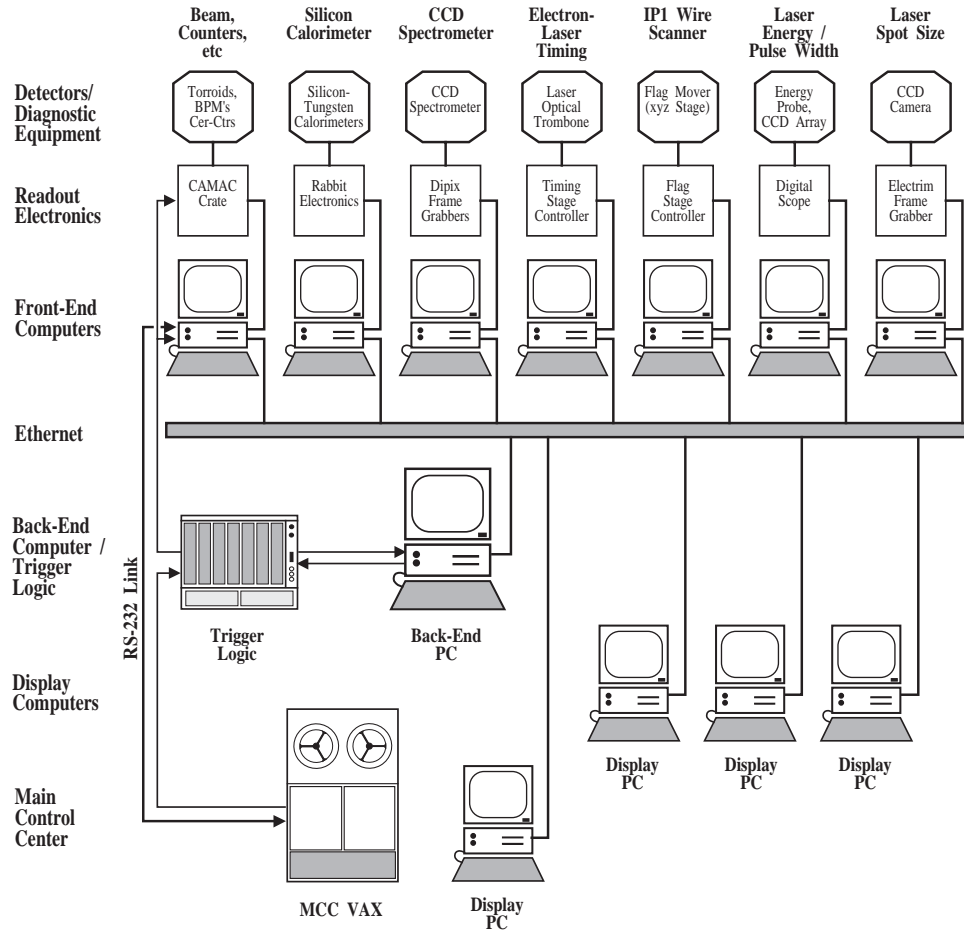 Beam,
Counters,
etc
Silicon
Calorimeter
CCD
Spectrometer
Electron-
Laser
Timing
IP1 Wire
Scanner
Laser
Energy /
Pulse Width
Laser
Spot Size
Detectors/
Diagnostic
Equipment
Torroids,
BPM's
Cer-Ctrs
Silicon-
Tungsten
Calorimeters
CCD
Spectrometer
Laser
Optical
Trombone
Flag Mover
(xyz Stage)
Energy
Probe,
CCD Array
CCD
Camera
Readout
Electronics
CAMAC
Crate
Rabbit
Electronics
Dipix
Frame
Grabbers
Timing
Stage
Controller
Flag
Stage
Controller
Digital
Scope
Electrim
Frame
Grabber
Front-End
Computers
Ethernet
Back-End
Computer /
Trigger
Logic
RS-232 Link
Trigger
Logic
Back-End
PC
Display
Computers
Display
PC
Display
PC
Display
PC
Main
Control
Center
MCC VAX
Display
PC